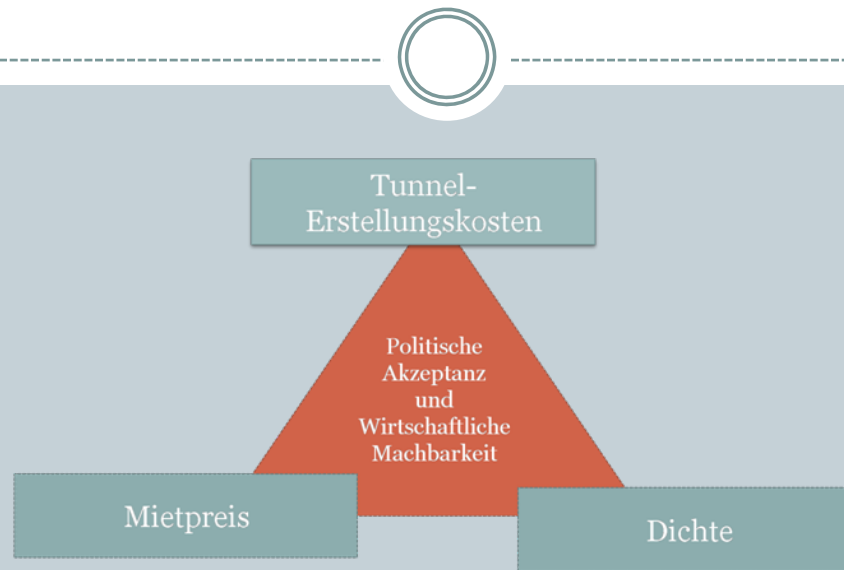 Tunnel-
Erstellungskosten
Politische
Akzeptanz
und
Wirtschaftliche
Machbarkeit
Mietpreis
Dichte